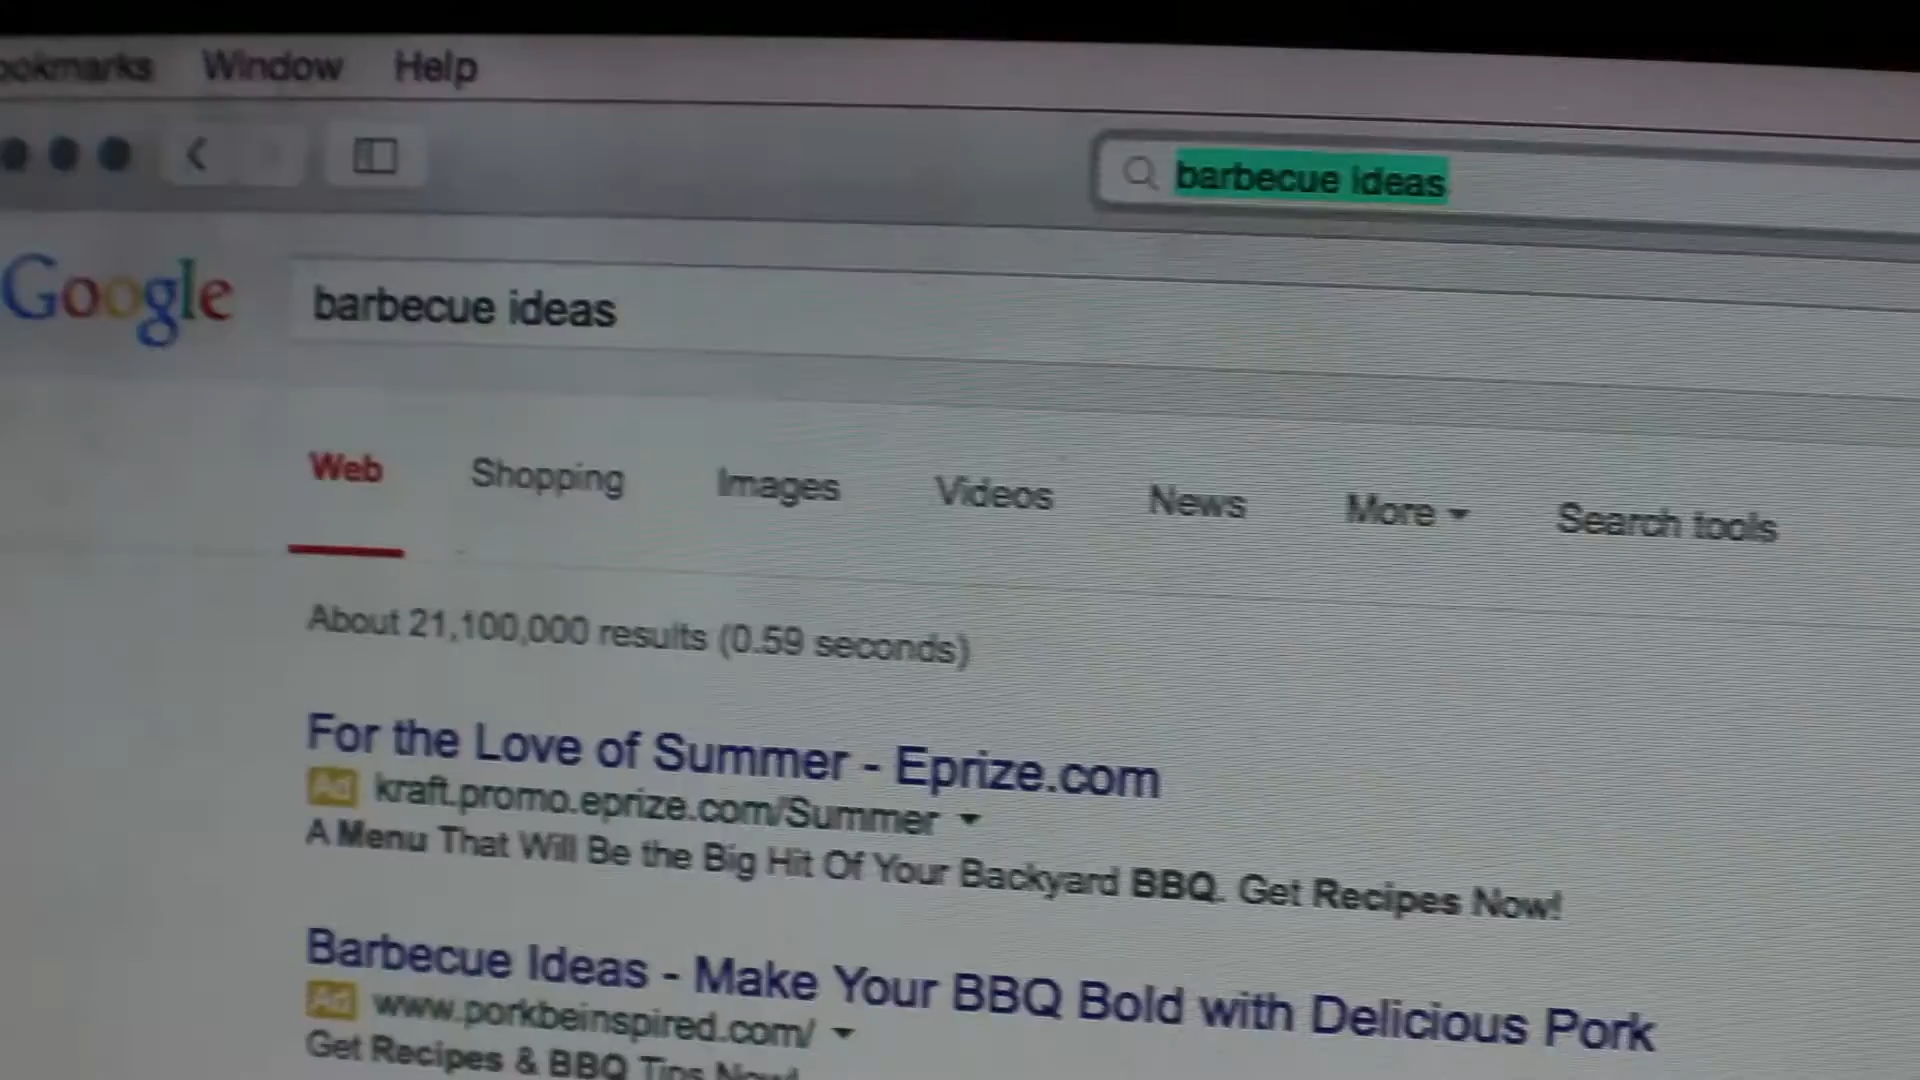 ookmarks Window Help
barbecue ideas
Google barbecue ideas
Web Shopping Images Videos News More Search tools
About 21,100,000 results (0.59 seconds)
For the Love of Summer - Eprize.com
Ad kraft.promo.eprize.com/Summer
A Menu That Will Be the Big Hit Of Your Backyard BBQ. Get Recipes Now!
Barbecue Ideas - Make Your BBQ Bold with Delicious Pork
Ad www.porkbeinspired.com/
Get Recipes & BBQ Tips Now!